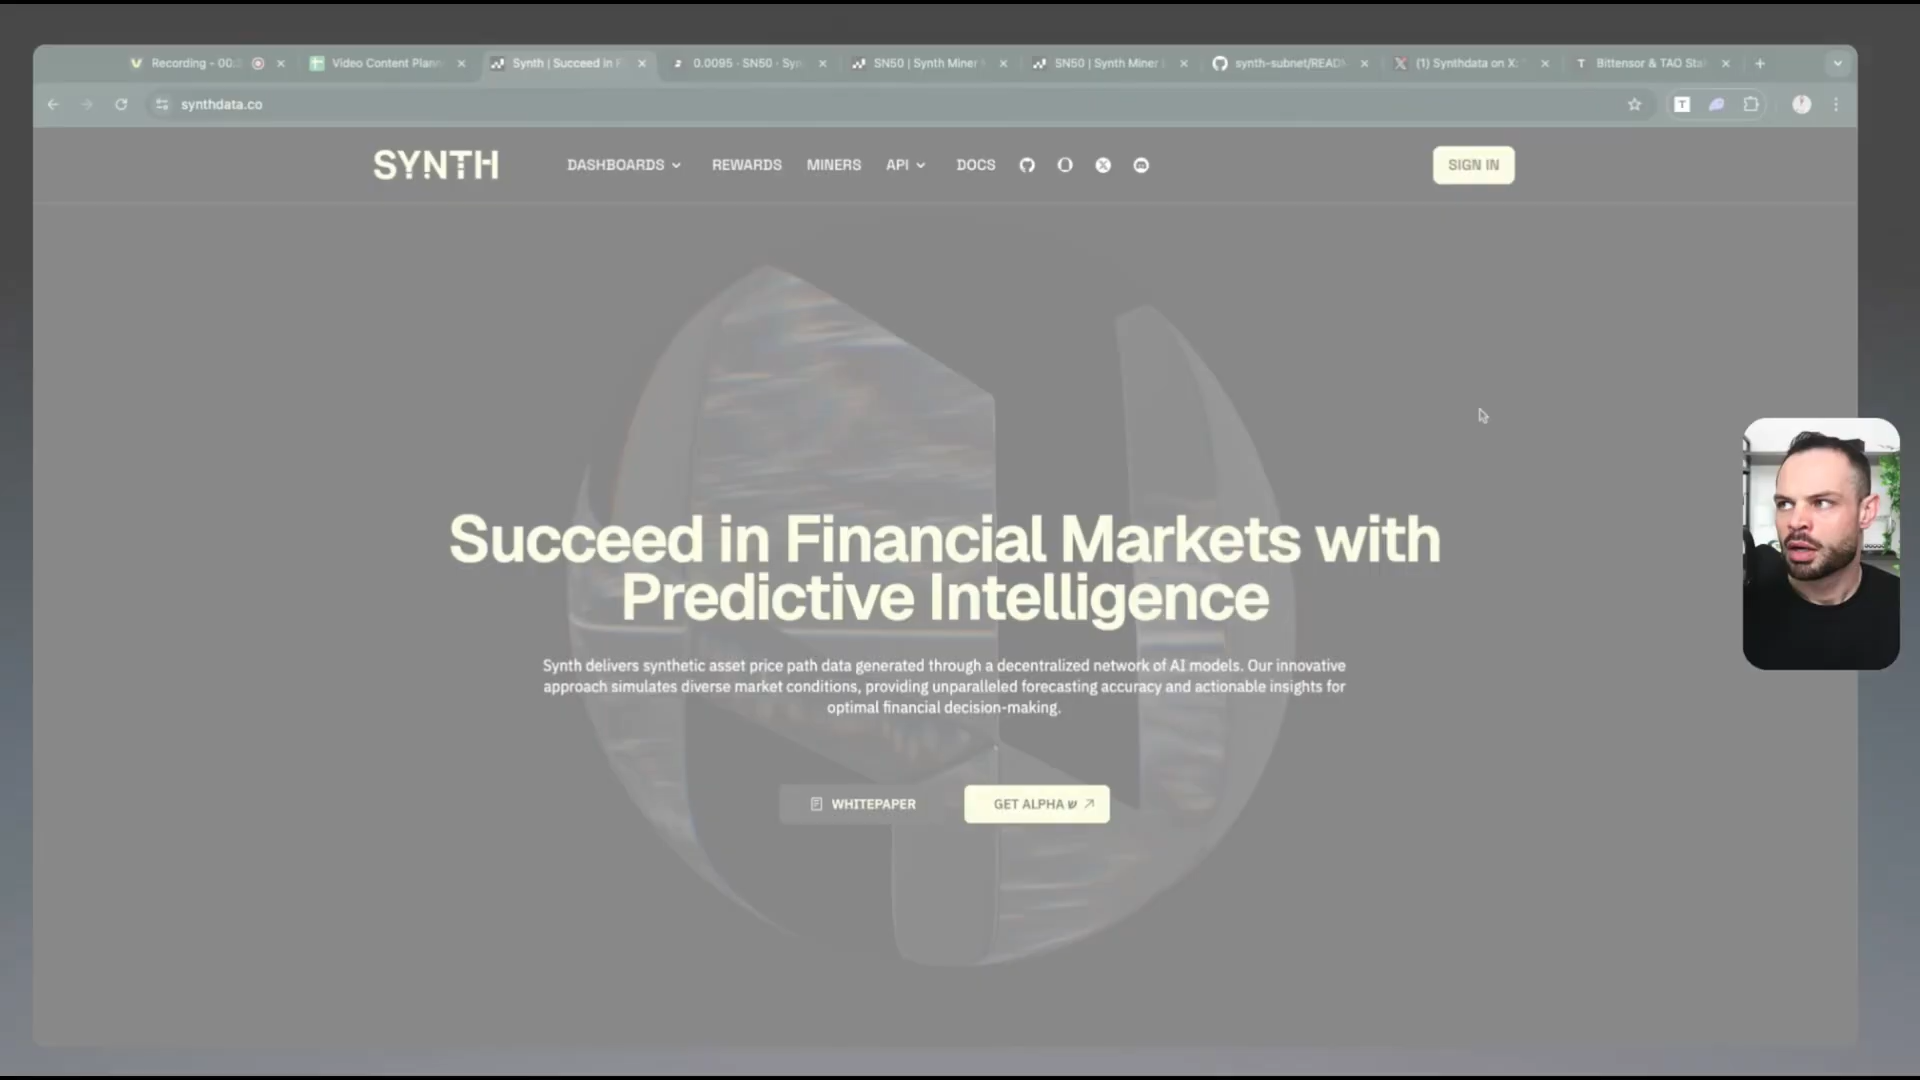 Recording - 00:
Video Content Plann
Synth | Succeed in F
0.0095 · SN50 · Syn
SN50 | Synth Miner
SN50 | Synth Miner
synth-subnet/READM
(1) Synthdata on X: "
Bittensor & TAO Sta
synthdata.co
SYNTH
DASHBOARDS
REWARDS
MINERS
API
DOCS
SIGN IN
Succeed in Financial Markets with
Predictive Intelligence
Synth delivers synthetic asset price path data generated through a decentralized network of AI models. Our innovative
approach simulates diverse market conditions, providing unparalleled forecasting accuracy and actionable insights for
optimal financial decision-making.
WHITEPAPER
GET ALPHA ש